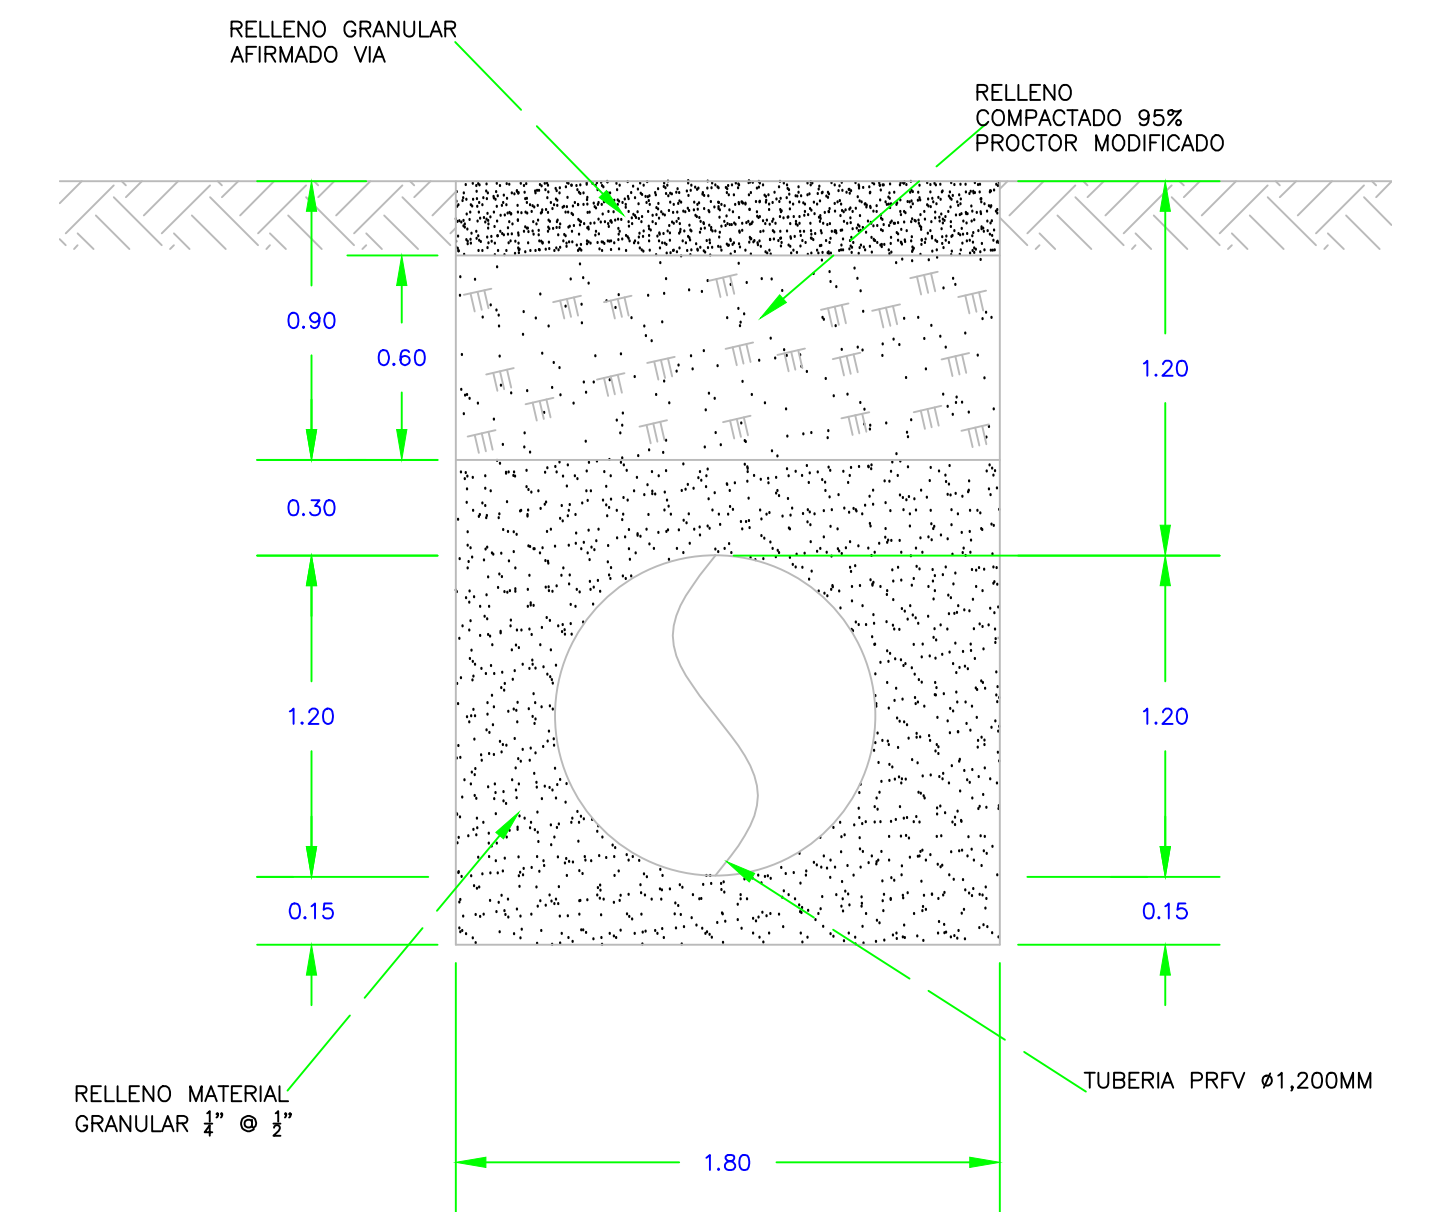 RELLENO GRANULAR
AFIRMADO VIA
RELLENO
COMPACTADO 95%
PROCTOR MODIFICADO
0.90
0.60
1.20
0.30
1.20
1.20
0.15
0.15
RELLENO MATERIAL
GRANULAR 1/4" @ 1/2"
TUBERIA PRFV Ø1,200MM
1.80